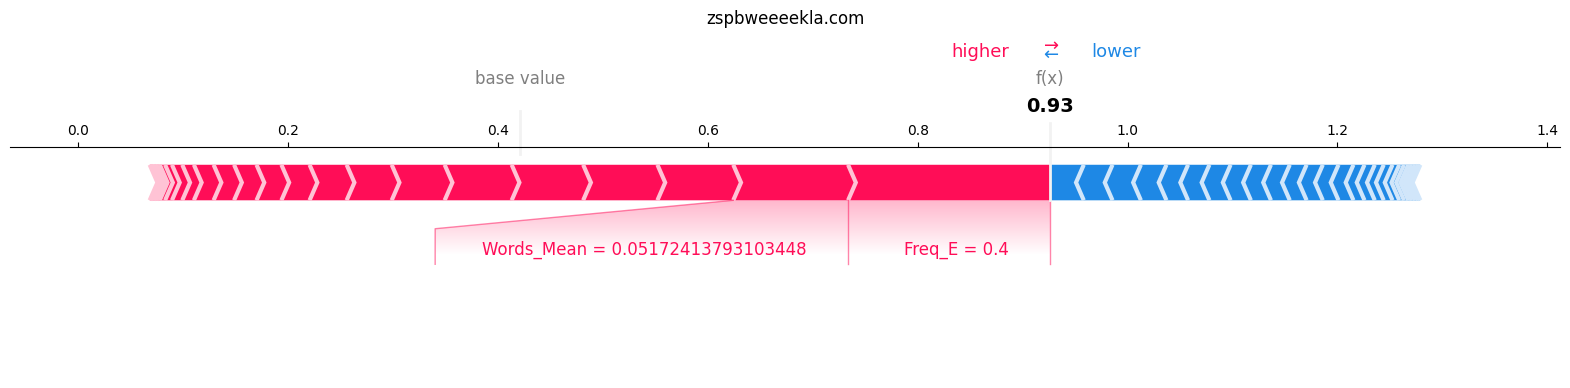 zspbweeeekla.com
higher → ← lower
base value f(x)
0.93
0.0 0.2 0.4 0.6 0.8 1.0 1.2 1.4
Words_Mean = 0.05172413793103448 Freq_E = 0.4